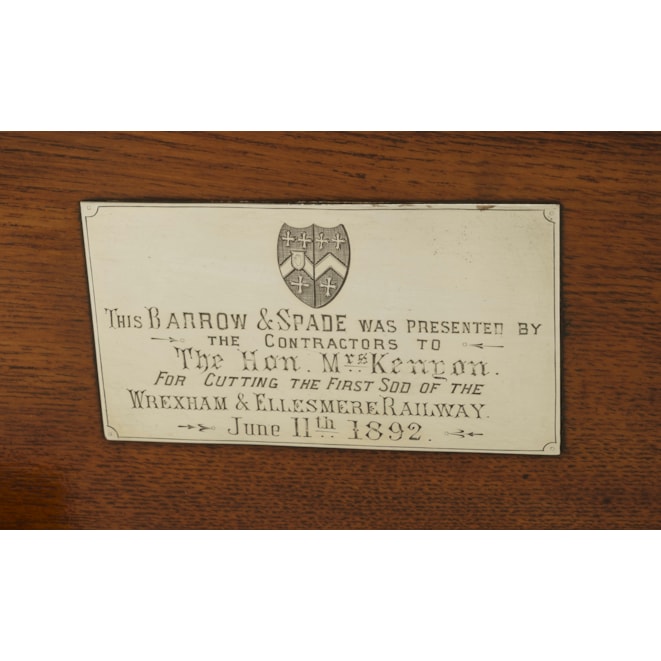 THIS BARROW & SPADE WAS PRESENTED BY
THE CONTRACTORS TO
The Hon. Mrs Kenyon.
FOR CUTTING THE FIRST SOD OF THE
WREXHAM & ELLESMERE RAILWAY.
June 11th 1892.